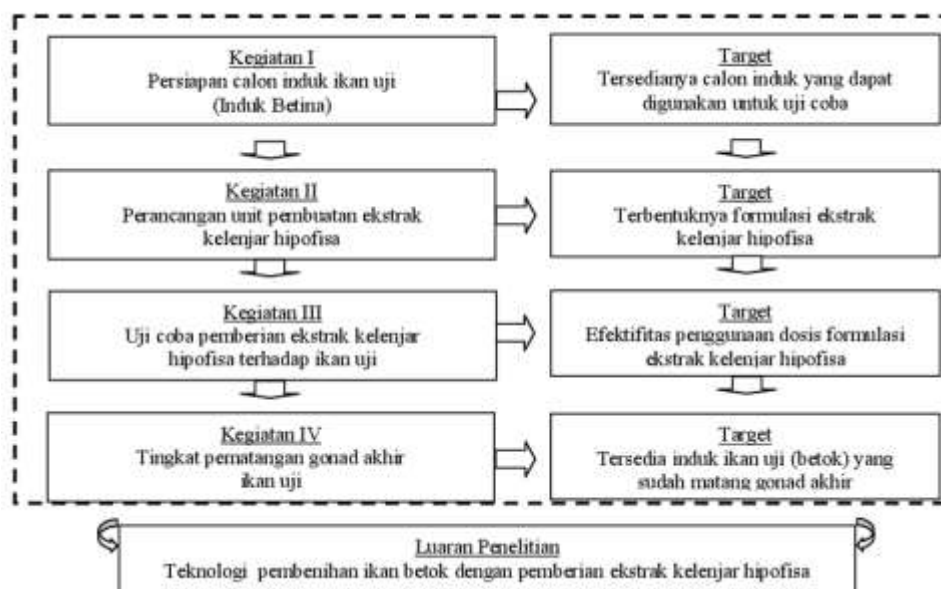 Kegiatan I
Persiapan calon induk ikan uji
(Induk Betina)
Target
Tersedianya calon induk yang dapat
digunakan untuk uji coba
Kegiatan II
Perancangan unit pembuatan ekstrak
kelenjar hipofisa
Target
Terbentuknya formulasi ekstrak
kelenjar hipofisa
Kegiatan III
Uji coba pemberian ekstrak kelenjar
hipofisa terhadap ikan uji
Target
Efektifitas penggunaan dosis formulasi
ekstrak kelenjar hipofisa
Kegiatan IV
Tingkat pematangan gonad akhir
ikan uji
Target
Tersedia induk ikan uji (betok) yang
sudah matang gonad akhir
Luaran Penelitian
Teknologi pembenihan ikan betok dengan pemberian ekstrak kelenjar hipofisa